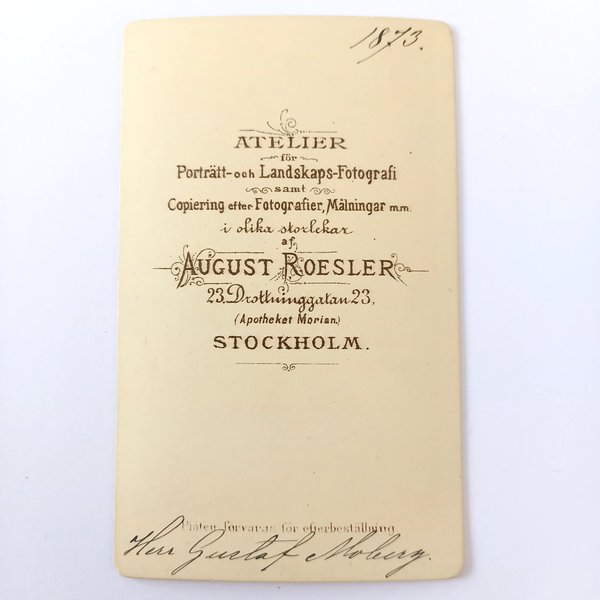 1873.
ATELIER
för
Porträtt-och Landskaps-Fotografi
samt
Copiering efter Fotografier, Målningar m.m.
i olika storlekar
af
AUGUST ROESLER
23. Drottninggatan 23.
(Apotheket Morian.)
STOCKHOLM.
Platen förvaras för efterbeställning
Herr Gustaf Moberg.